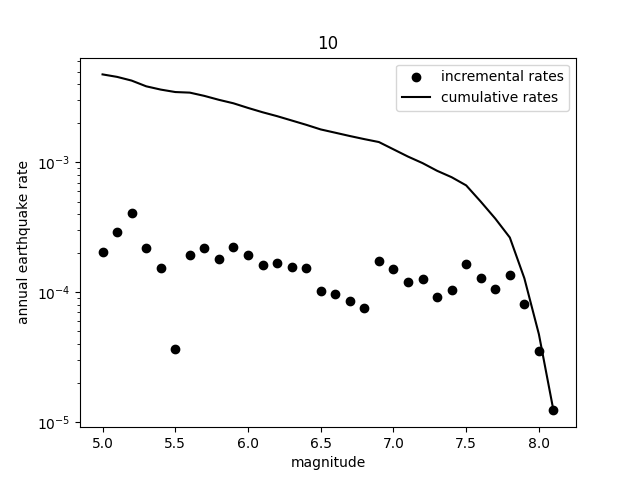 10
incremental rates
cumulative rates
annual earthquake rate
10⁻³
10⁻⁴
10⁻⁵
5.0 5.5 6.0 6.5 7.0 7.5 8.0
magnitude